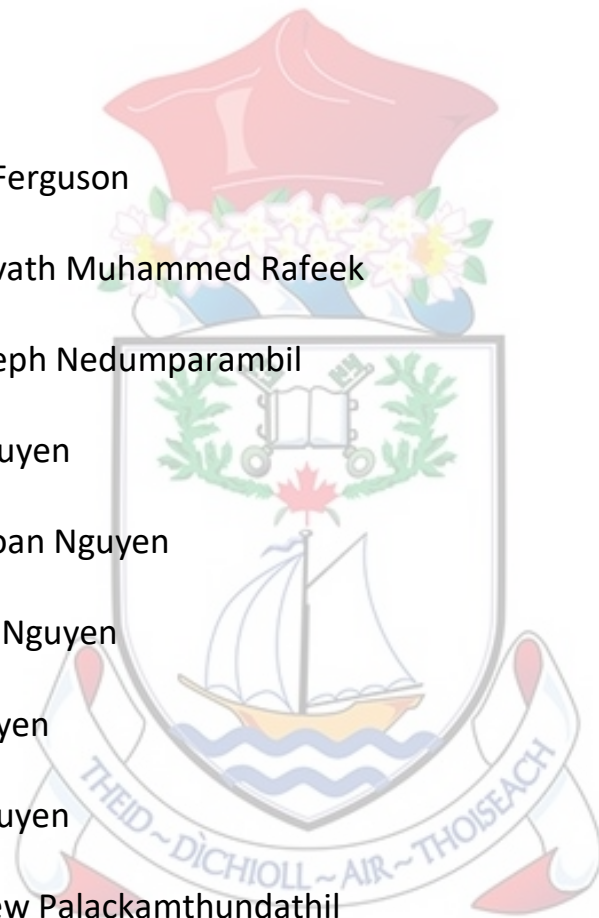 Ferguson
vath Muhammed Rafeek
eph Nedumparambil
uyen
oan Nguyen
Nguyen
yen
uyen
ew Palackamthundathil
THEID ~ DÌCHIOLL ~ AIR ~ THOISEACH